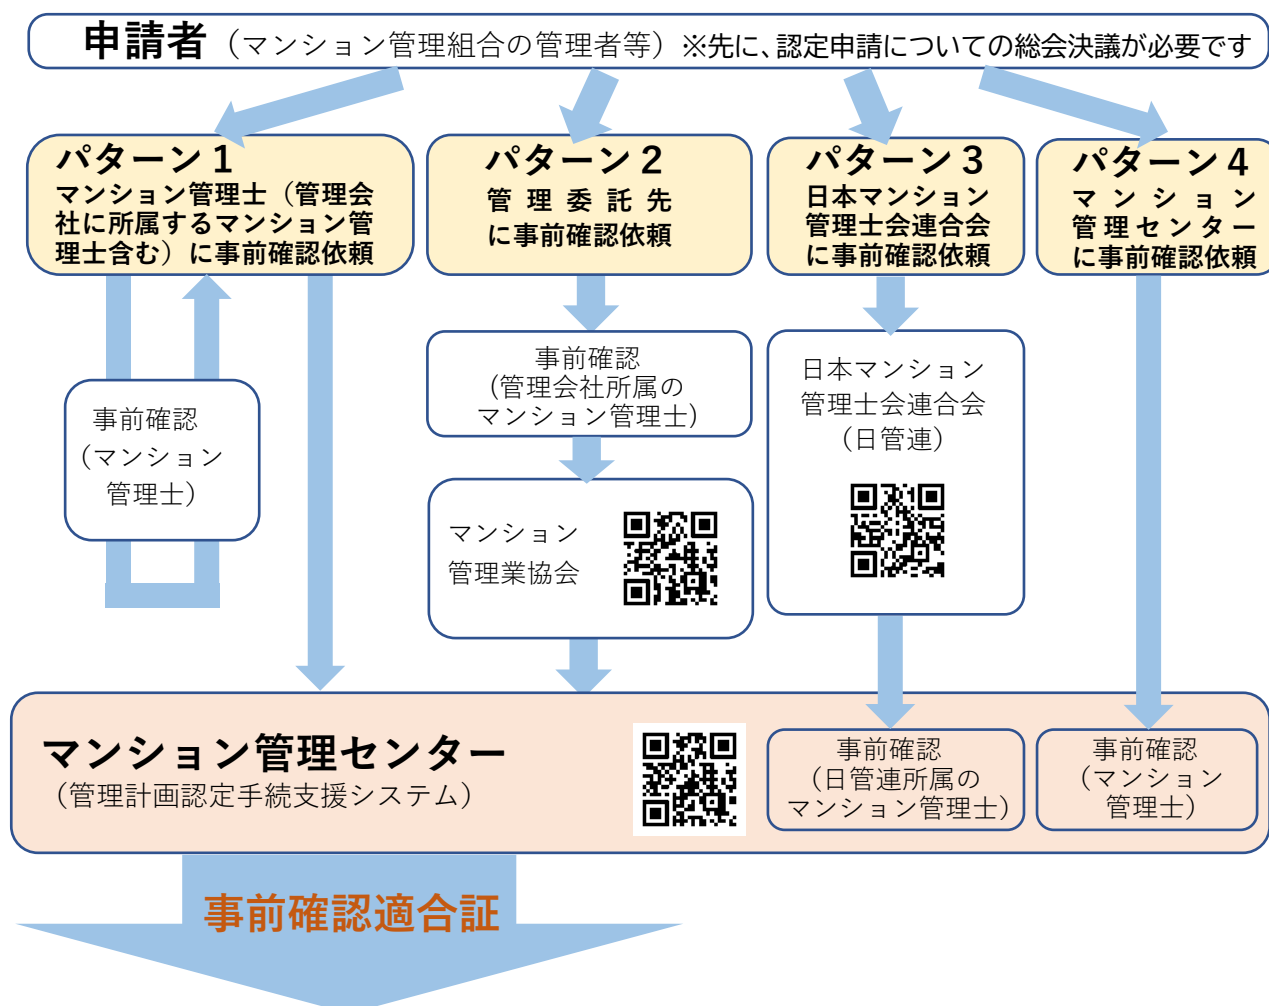 申請者（マンション管理組合の管理者等）※先に、認定申請についての総会決議が必要です
パターン１
マンション管理士（管理会
社に所属するマンション管
理士含む）に事前確認依頼
パターン２
管理委託先
に事前確認依頼
パターン３
日本マンション
管理士会連合会
に事前確認依頼
パターン４
マンション
管理センター
に事前確認依頼
事前確認
（マンション
管理士）
事前確認
(管理会社所属の
マンション管理士)
マンション
管理業協会
日本マンション
管理士会連合会
（日管連）
マンション管理センター
（管理計画認定手続支援システム）
事前確認
(日管連所属の
マンション管理士)
事前確認
（マンション
管理士）
事前確認適合証